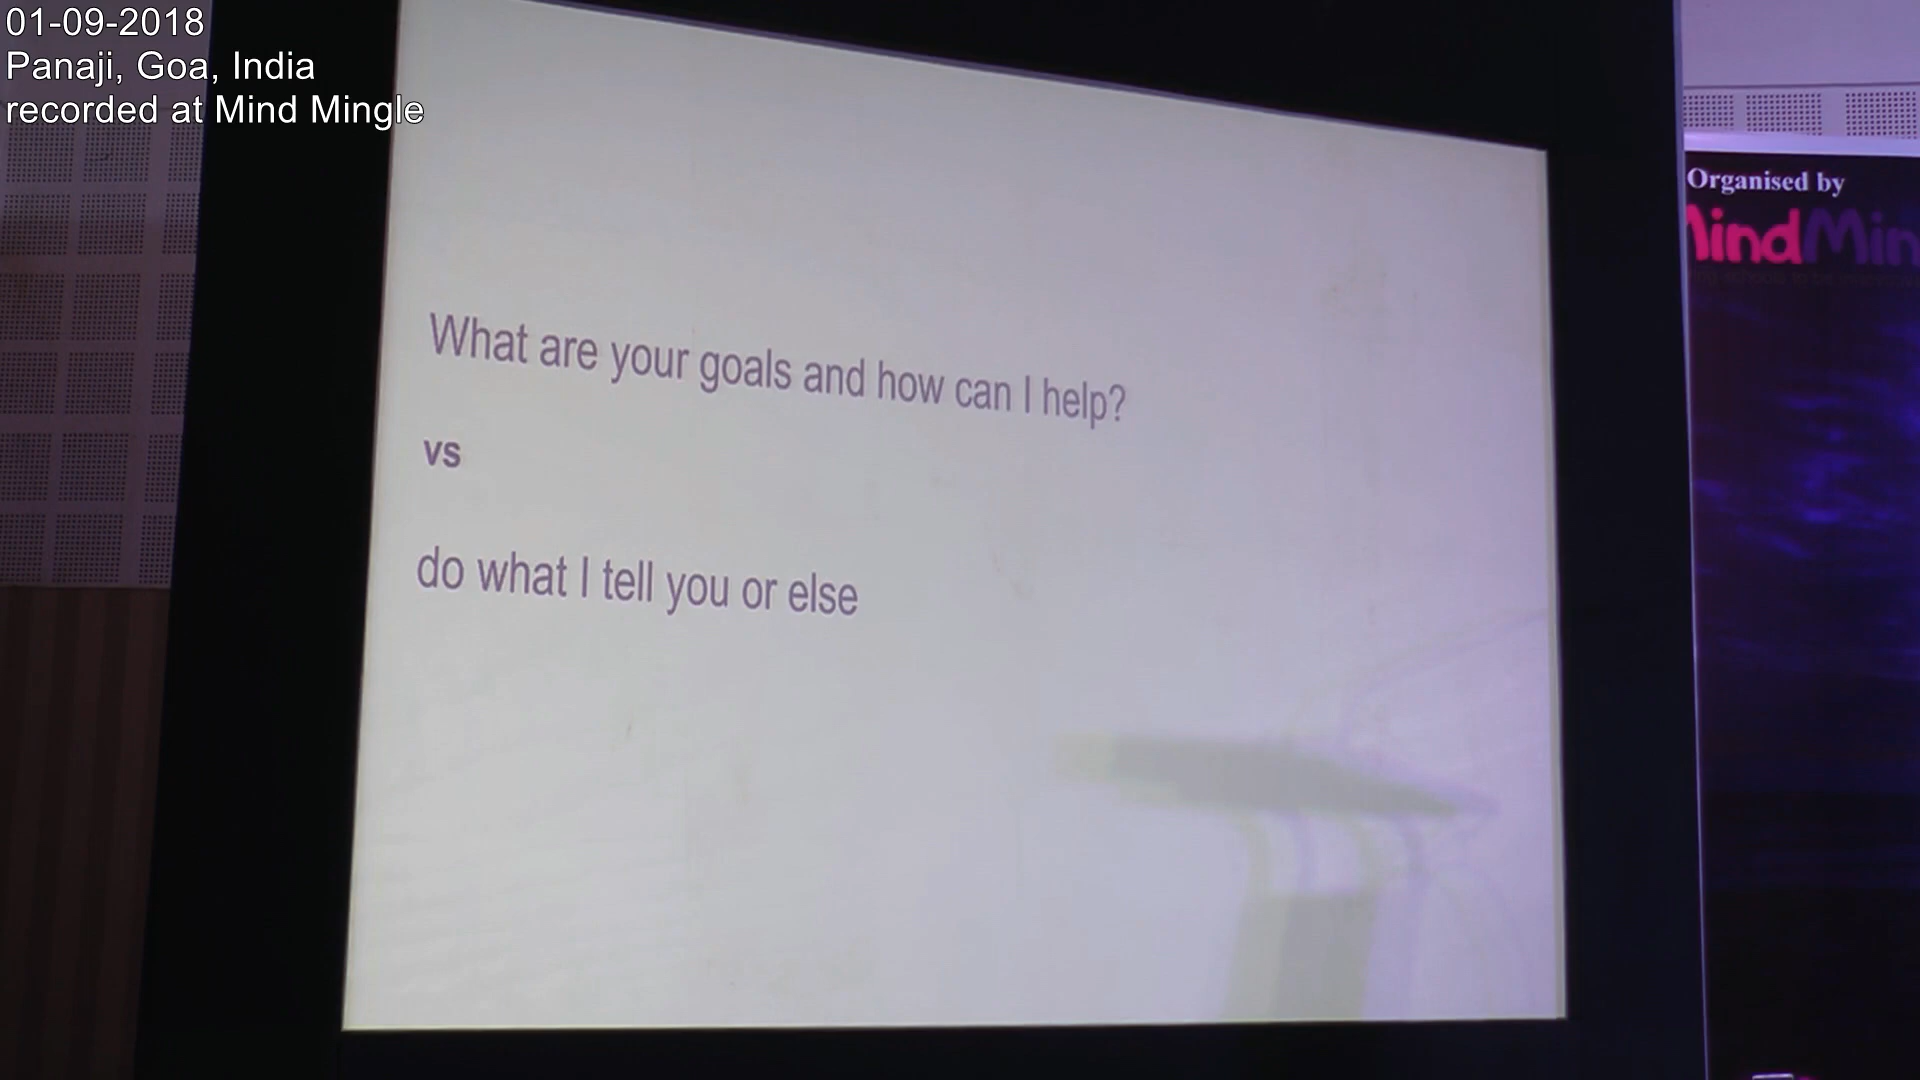 01-09-2018
Panaji, Goa, India
recorded at Mind Mingle
Organised by
MindMin
What are your goals and how can I help?
vs
do what I tell you or else